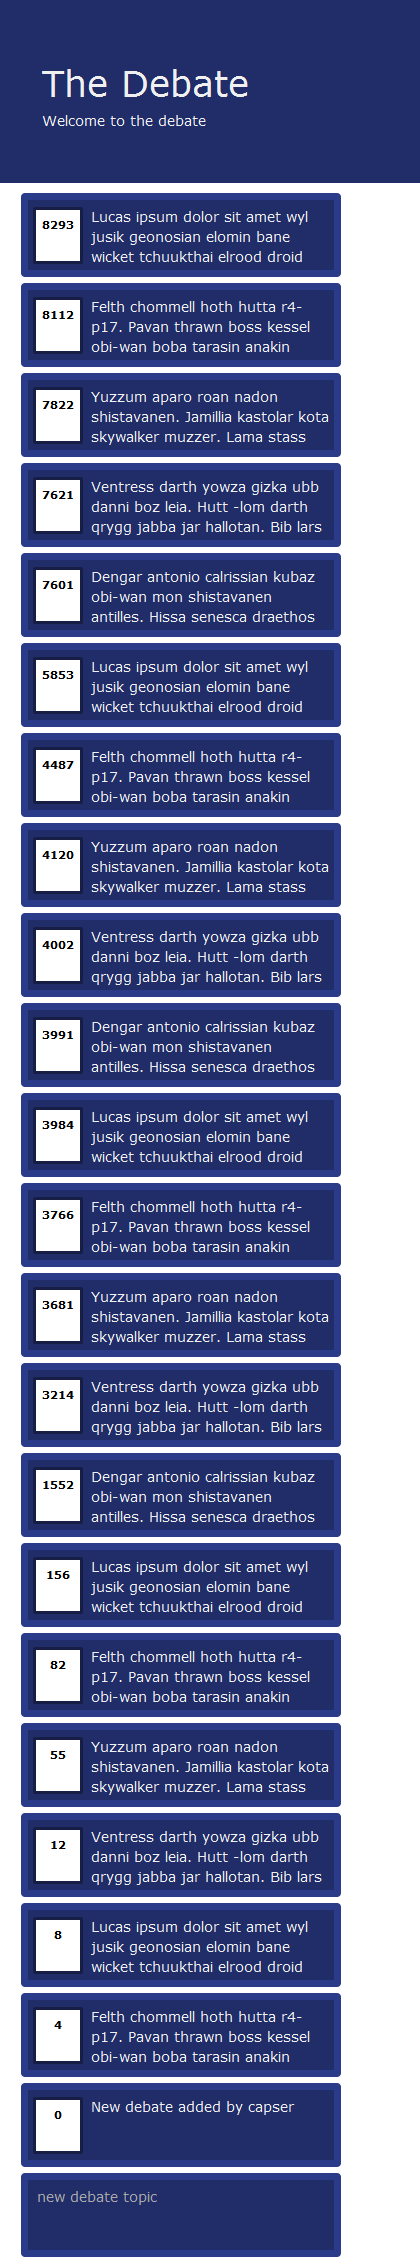 The Debate
Welcome to the debate
8293
Lucas ipsum dolor sit amet wyl
jusik geonosian elomin bane
wicket tchuukthai elrood droid
8112
Felth chommell hoth hutta r4-
p17. Pavan thrawn boss kessel
obi-wan boba tarasin anakin
7822
Yuzzum aparo roan nadon
shistavanen. Jamillia kastolar kota
skywalker muzzer. Lama stass
7621
Ventress darth yowza gizka ubb
danni boz leia. Hutt -lom darth
qrygg jabba jar hallotan. Bib lars
7601
Dengar antonio calrissian kubaz
obi-wan mon shistavanen
antilles. Hissa senesca draethos
5853
Lucas ipsum dolor sit amet wyl
jusik geonosian elomin bane
wicket tchuukthai elrood droid
4487
Felth chommell hoth hutta r4-
p17. Pavan thrawn boss kessel
obi-wan boba tarasin anakin
4120
Yuzzum aparo roan nadon
shistavanen. Jamillia kastolar kota
skywalker muzzer. Lama stass
4002
Ventress darth yowza gizka ubb
danni boz leia. Hutt -lom darth
qrygg jabba jar hallotan. Bib lars
3991
Dengar antonio calrissian kubaz
obi-wan mon shistavanen
antilles. Hissa senesca draethos
3984
Lucas ipsum dolor sit amet wyl
jusik geonosian elomin bane
wicket tchuukthai elrood droid
3766
Felth chommell hoth hutta r4-
p17. Pavan thrawn boss kessel
obi-wan boba tarasin anakin
3681
Yuzzum aparo roan nadon
shistavanen. Jamillia kastolar kota
skywalker muzzer. Lama stass
3214
Ventress darth yowza gizka ubb
danni boz leia. Hutt -lom darth
qrygg jabba jar hallotan. Bib lars
1552
Dengar antonio calrissian kubaz
obi-wan mon shistavanen
antilles. Hissa senesca draethos
156
Lucas ipsum dolor sit amet wyl
jusik geonosian elomin bane
wicket tchuukthai elrood droid
82
Felth chommell hoth hutta r4-
p17. Pavan thrawn boss kessel
obi-wan boba tarasin anakin
55
Yuzzum aparo roan nadon
shistavanen. Jamillia kastolar kota
skywalker muzzer. Lama stass
12
Ventress darth yowza gizka ubb
danni boz leia. Hutt -lom darth
qrygg jabba jar hallotan. Bib lars
8
Lucas ipsum dolor sit amet wyl
jusik geonosian elomin bane
wicket tchuukthai elrood droid
4
Felth chommell hoth hutta r4-
p17. Pavan thrawn boss kessel
obi-wan boba tarasin anakin
0
New debate added by capser
new debate topic